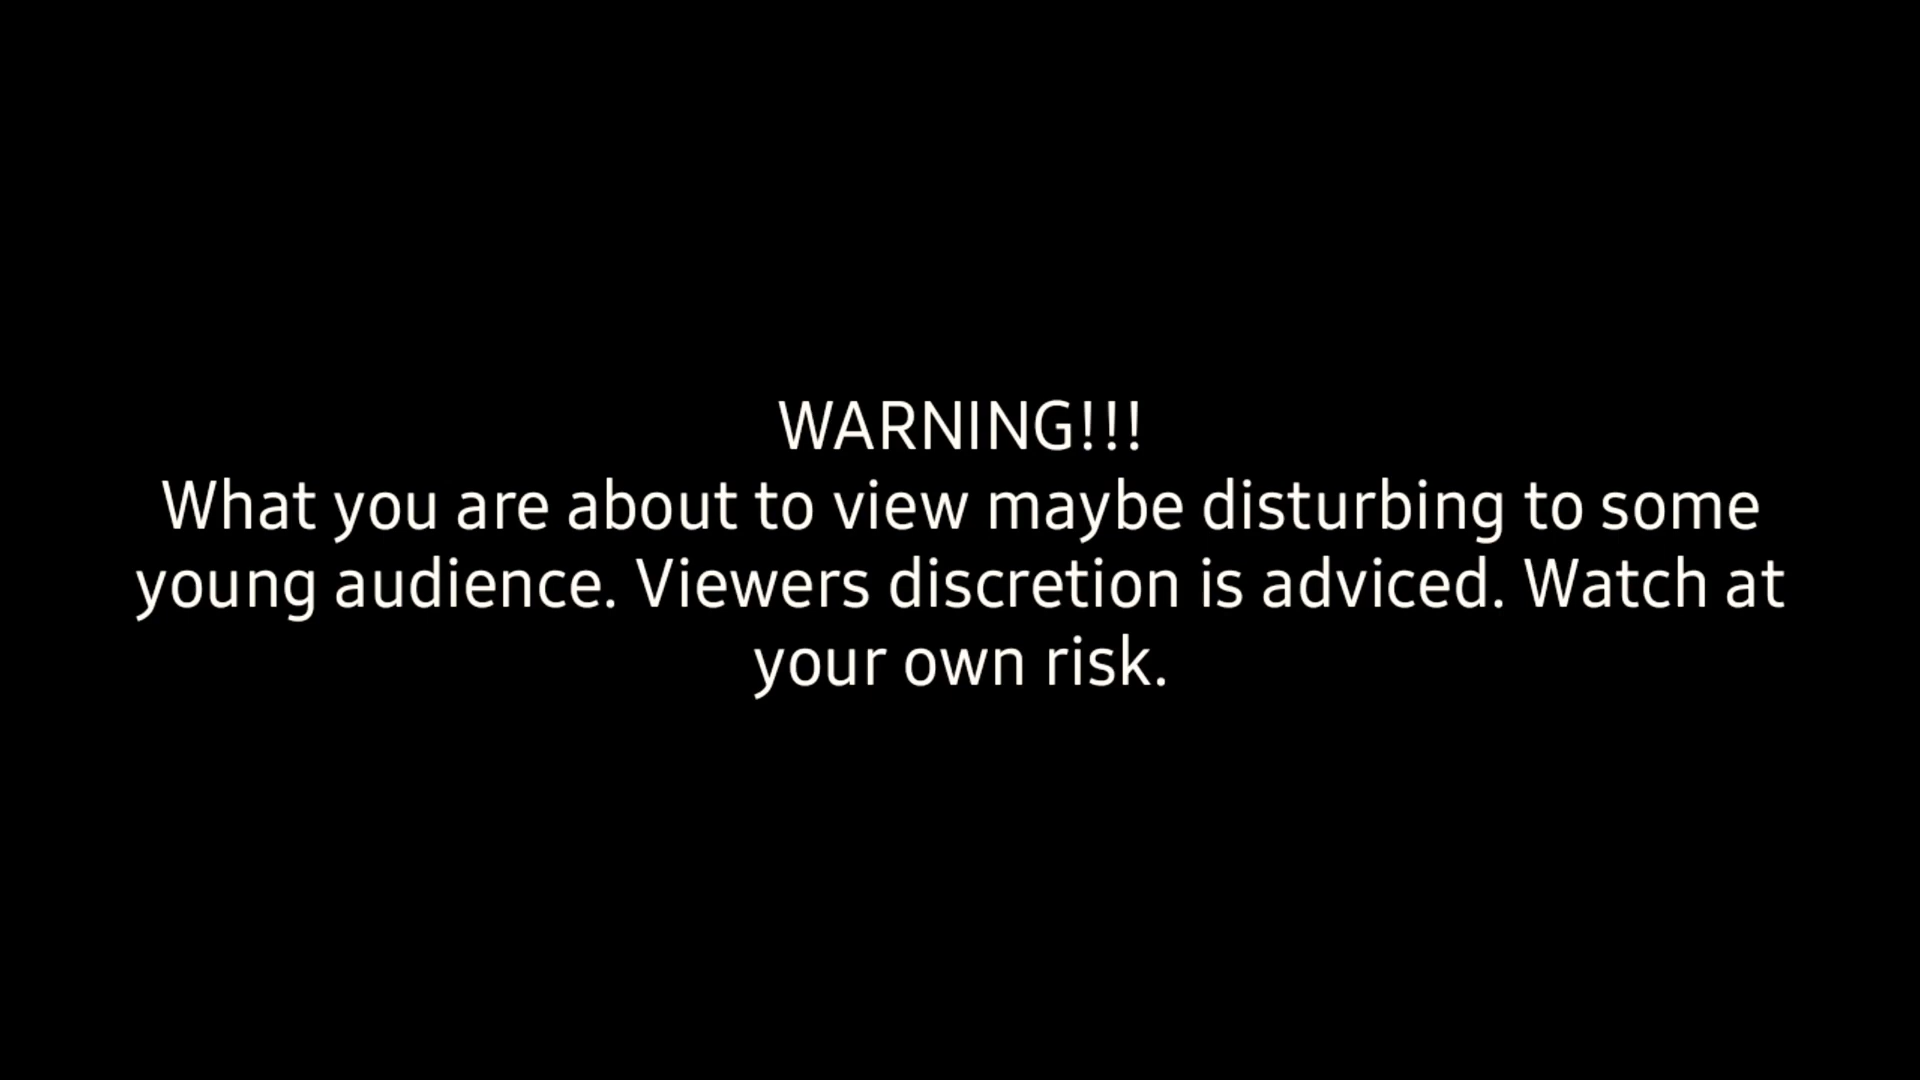 WARNING!!!
What you are about to view maybe disturbing to some
young audience. Viewers discretion is adviced. Watch at
your own risk.